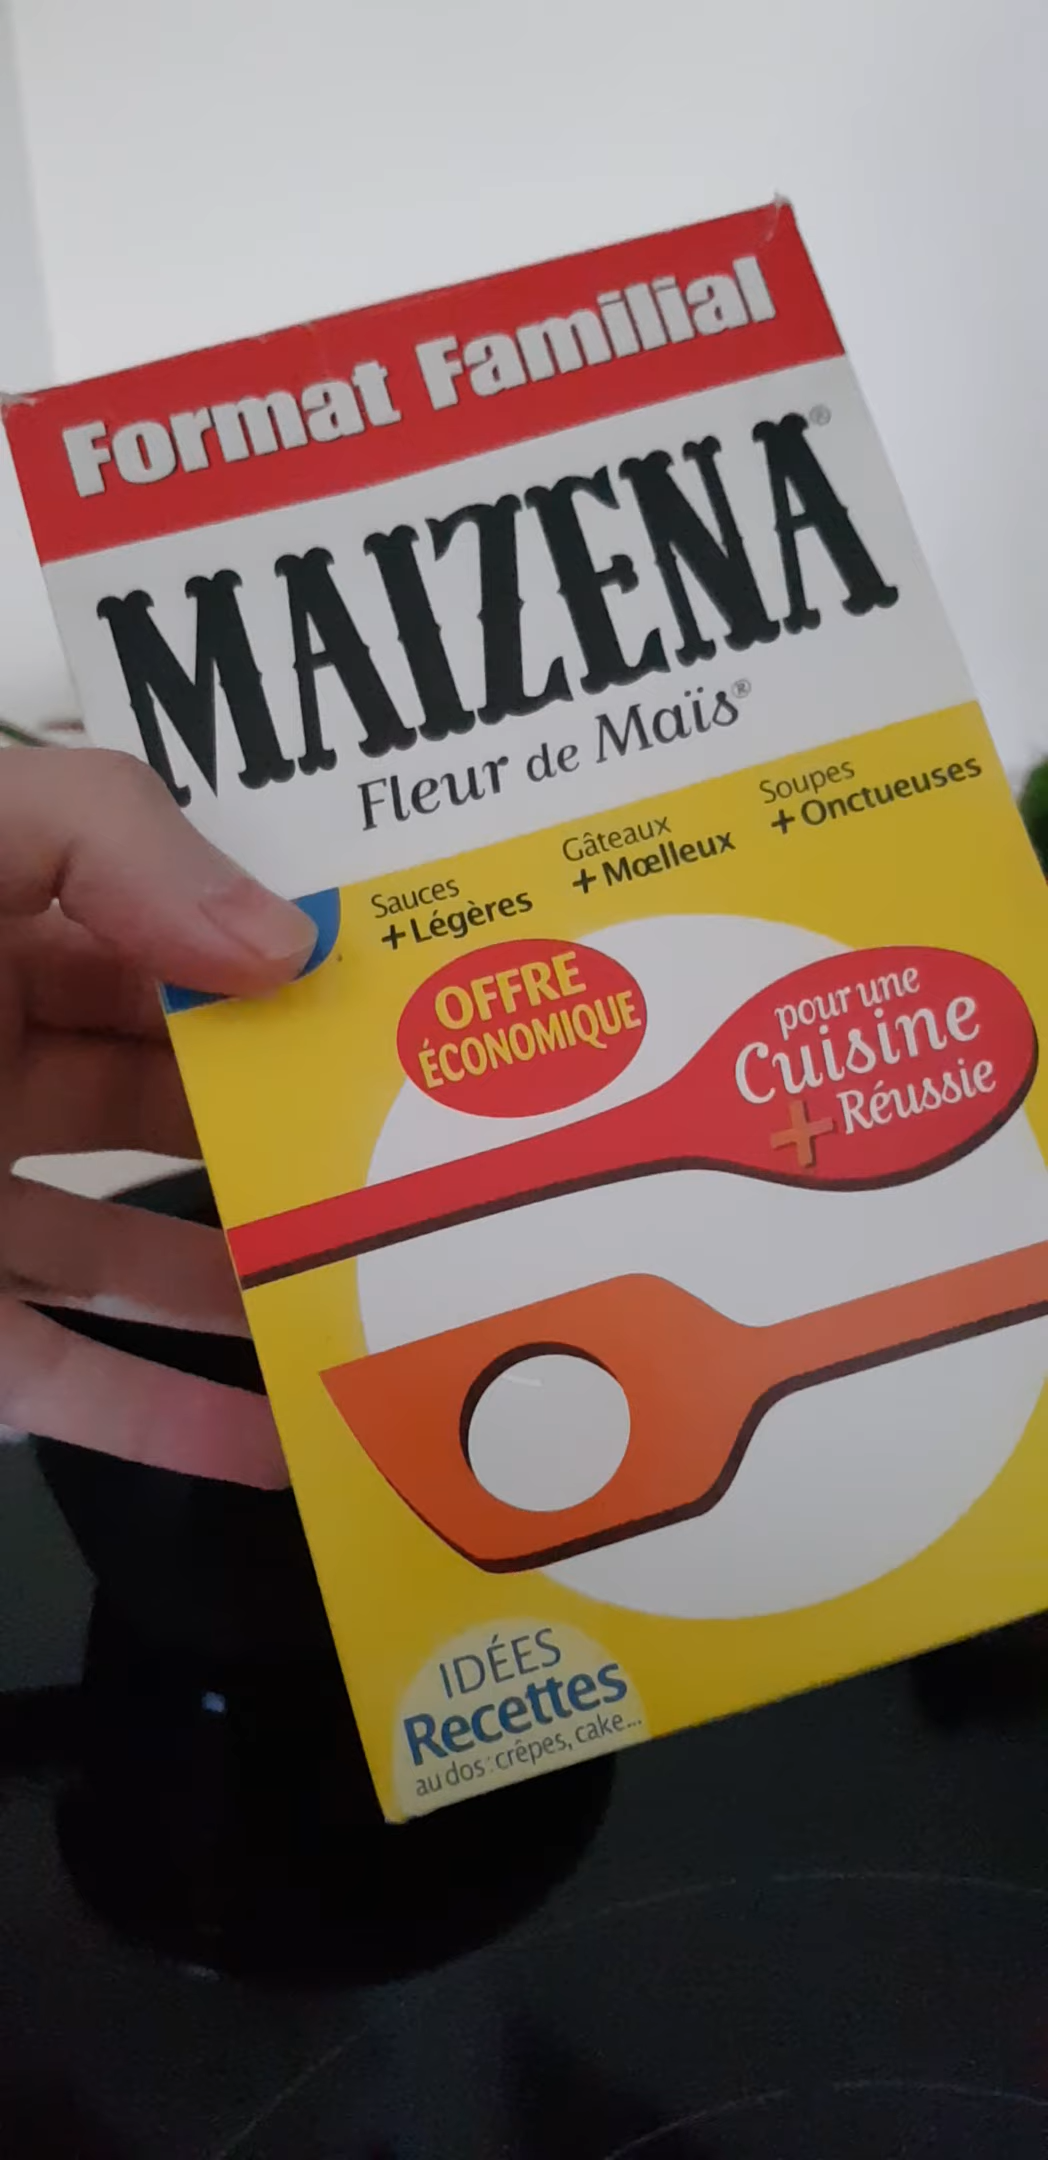 Format Familial
MAIZENA®
Fleur de Maïs®
Sauces
+Légères
Gâteaux
+Mœlleux
Soupes
+Onctueuses
OFFRE
ÉCONOMIQUE
pour une
Cuisine
+ Réussie
IDÉES
Recettes
au dos : crêpes, cake...